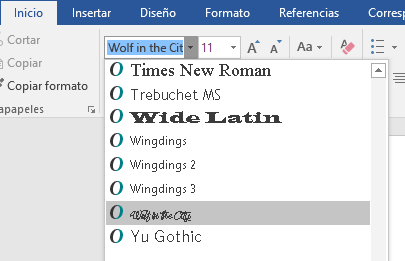 Inicio Insertar Diseño Formato Referencias Corresp
Cortar
Copiar
Copiar formato
apapeles
Wolf in the Cit 11 A A Aa A
Times New Roman
Trebuchet MS
Wide Latin
Wingdings
Wingdings 2
Wingdings 3
Wolf in the City
Yu Gothic